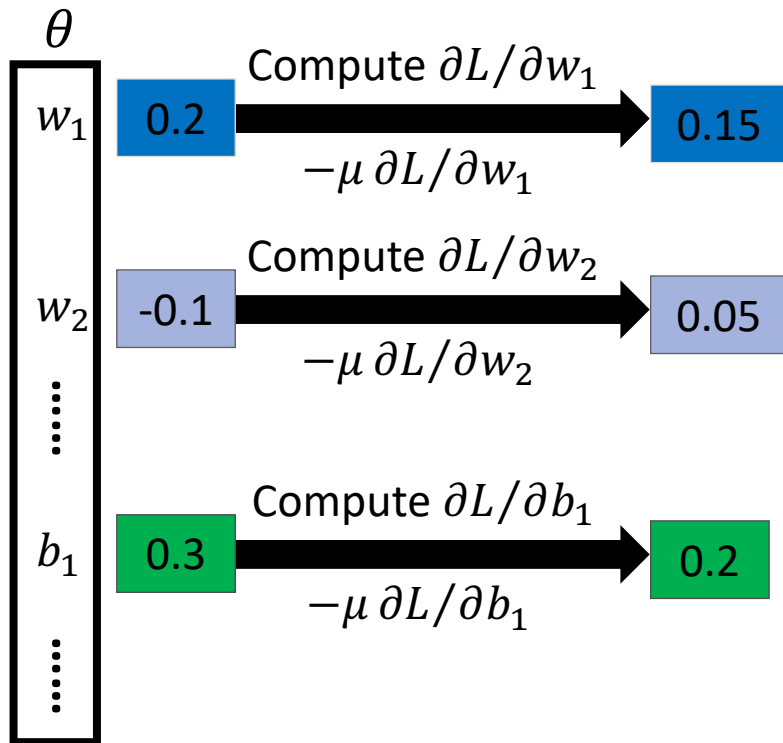 θ
Compute ∂L/∂w₁
w₁ 0.2 0.15
−μ ∂L/∂w₁
Compute ∂L/∂w₂
w₂ -0.1 0.05
−μ ∂L/∂w₂
......
Compute ∂L/∂b₁
b₁ 0.3 0.2
−μ ∂L/∂b₁
......